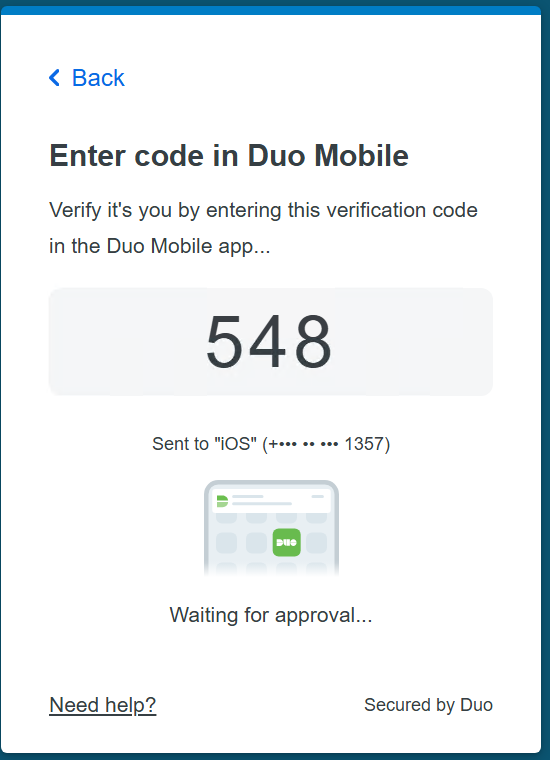 Back
Enter code in Duo Mobile
Verify it's you by entering this verification code
in the Duo Mobile app...
548
Sent to "iOS" (+••• •• ••• 1357)
DUO
Waiting for approval...
Need help?
Secured by Duo